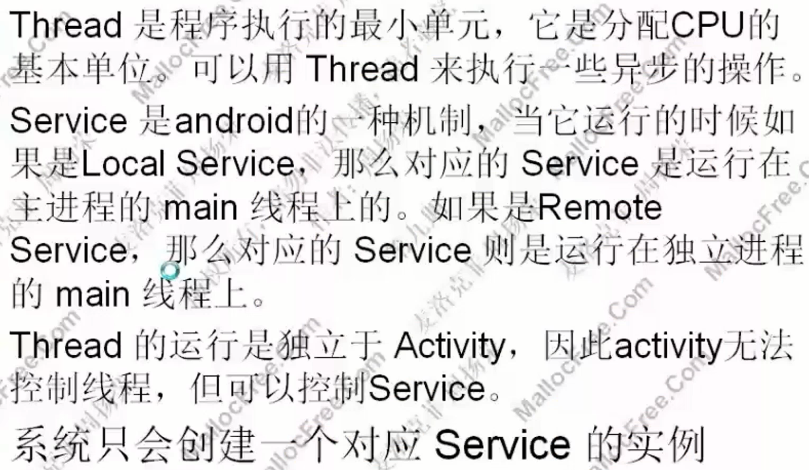 Thread 是程序执行的最小单元，它是分配CPU的
基本单位。可以用 Thread 来执行一些异步的操作。
Service 是android的一种机制，当它运行的时候如
果是Local Service，那么对应的 Service 是运行在
主进程的 main 线程上的。如果是Remote
Service，那么对应的 Service 则是运行在独立进程
的 main 线程上。
Thread 的运行是独立于 Activity，因此activity无法
控制线程，但可以控制Service。
系统只会创建一个对应 Service 的实例
MallocFree.Com